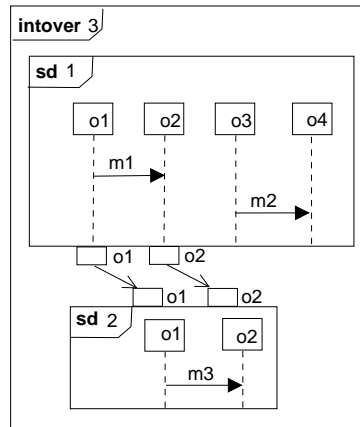 intover 3
sd 1
o1 o2 o3 o4
m1
m2
o1 o2
o1 o2
sd 2
o1 o2
m3